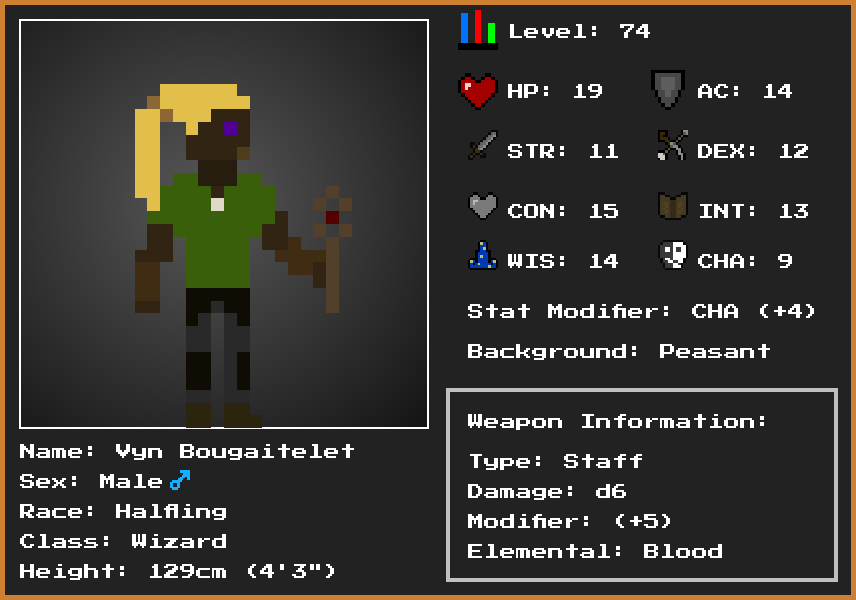 Level: 74
HP: 19
AC: 14
STR: 11
DEX: 12
CON: 15
INT: 13
WIS: 14
CHA: 9
Stat Modifier: CHA (+4)
Background: Peasant
Weapon Information:
Type: Staff
Damage: d6
Modifier: (+5)
Elemental: Blood
Name: Vyn Bougaitelet
Sex: Male ♂
Race: Halfling
Class: Wizard
Height: 129cm (4'3")